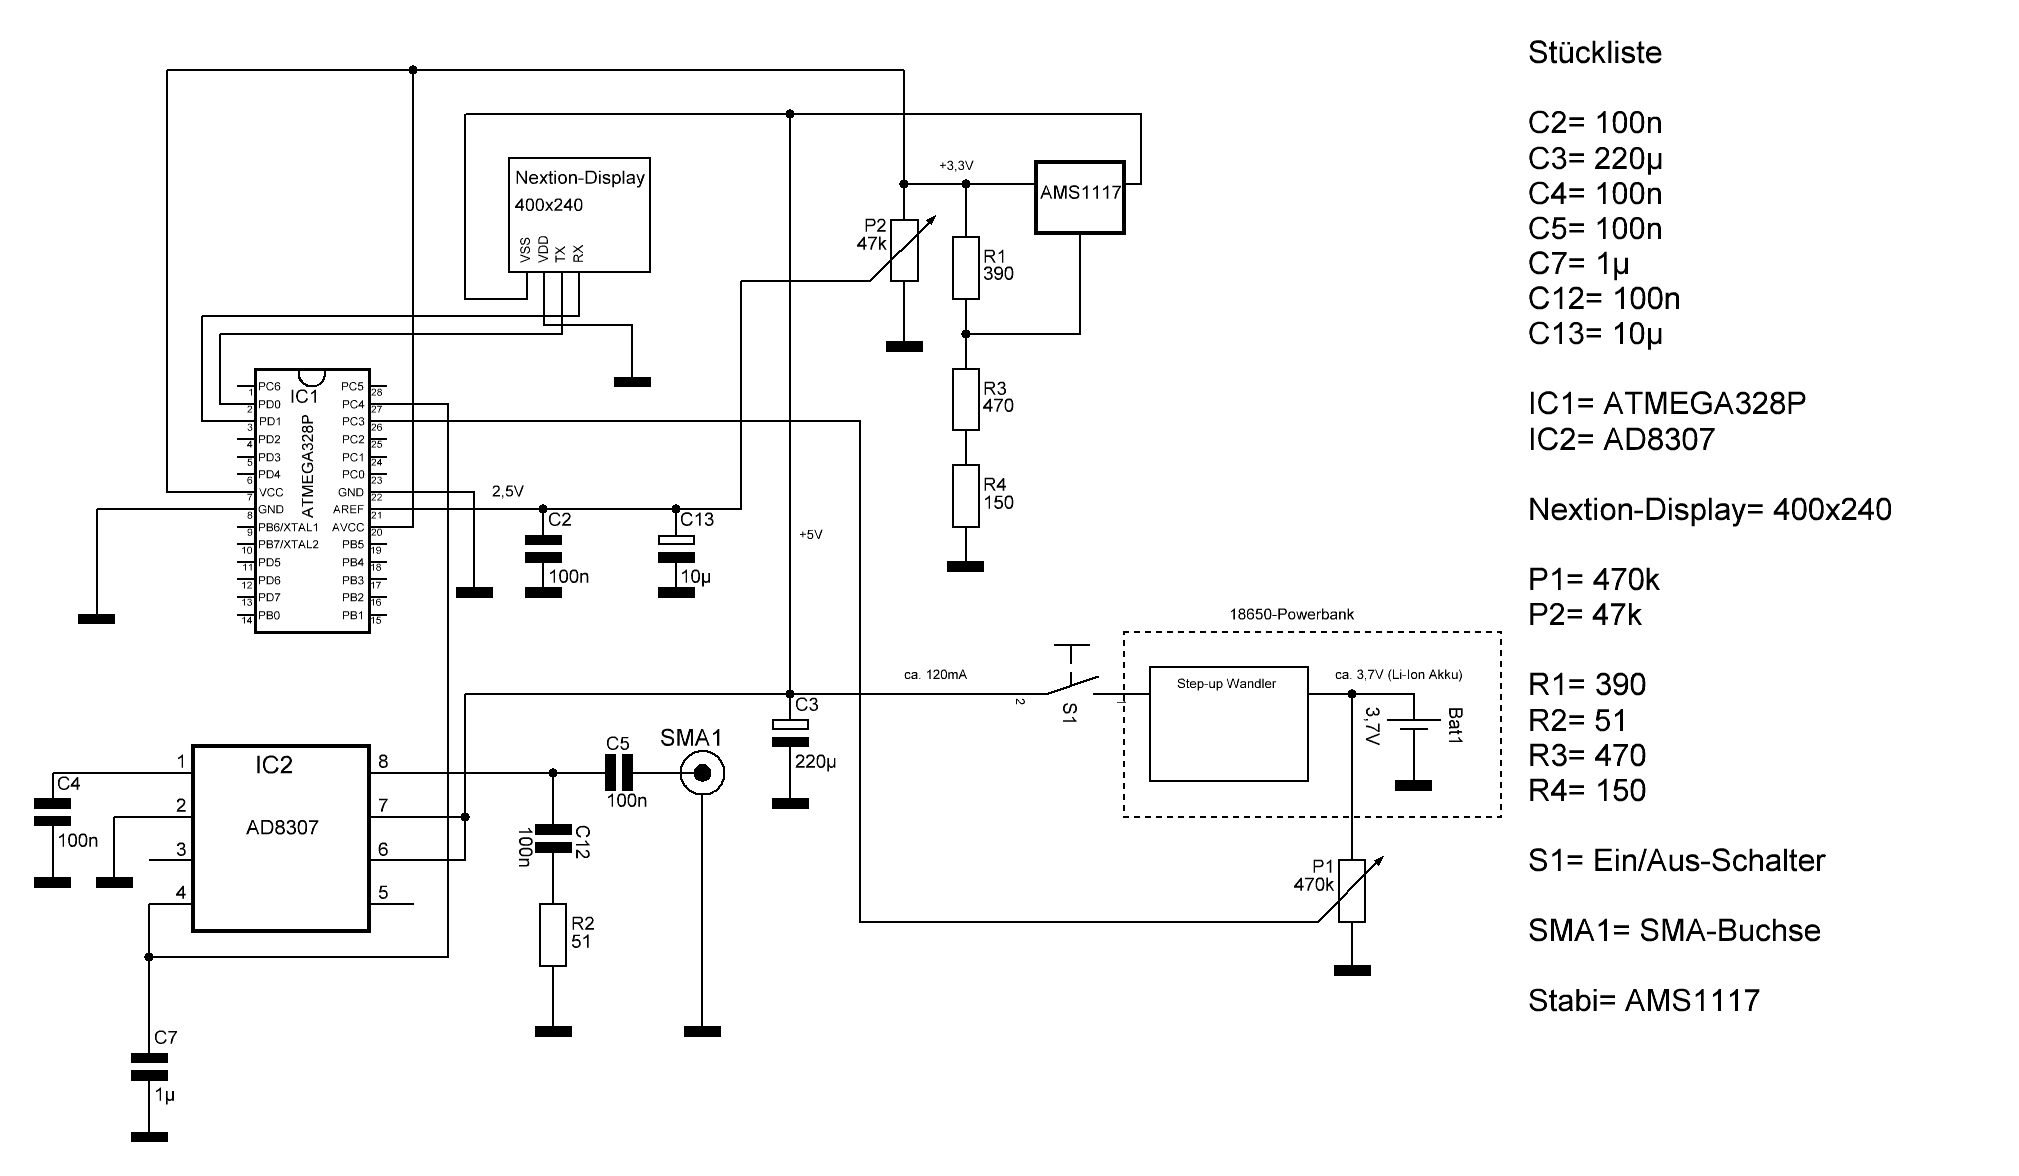 Nextion-Display
400x240
VSS
VDD
TX
RX
+3,3V
AMS1117
P2
47k
R1
390
R3
470
R4
150
IC1
ATMEGA328P
PC6
1
PD0
2
PD1
3
PD2
4
PD3
5
PD4
6
VCC
7
GND
8
PB6/XTAL1
9
PB7/XTAL2
10
PD5
11
PD6
12
PD7
13
PB0
14
PC5
28
PC4
27
PC3
26
PC2
25
PC1
24
PC0
23
GND
22
AREF
21
AVCC
20
PB5
19
PB4
18
PB3
17
PB2
16
PB1
15
2,5V
C2
100n
C13
10µ
+5V
18650-Powerbank
ca. 120mA
2
S1
1
Step-up Wandler
ca. 3,7V (Li-Ion Akku)
3,7V
Bat1
C3
220µ
P1
470k
IC2
AD8307
1
2
3
4
8
7
6
5
C4
100n
C5
100n
SMA1
C12
100n
R2
51
C7
1µ
Stückliste
C2= 100n
C3= 220µ
C4= 100n
C5= 100n
C7= 1µ
C12= 100n
C13= 10µ
IC1= ATMEGA328P
IC2= AD8307
Nextion-Display= 400x240
P1= 470k
P2= 47k
R1= 390
R2= 51
R3= 470
R4= 150
S1= Ein/Aus-Schalter
SMA1= SMA-Buchse
Stabi= AMS1117